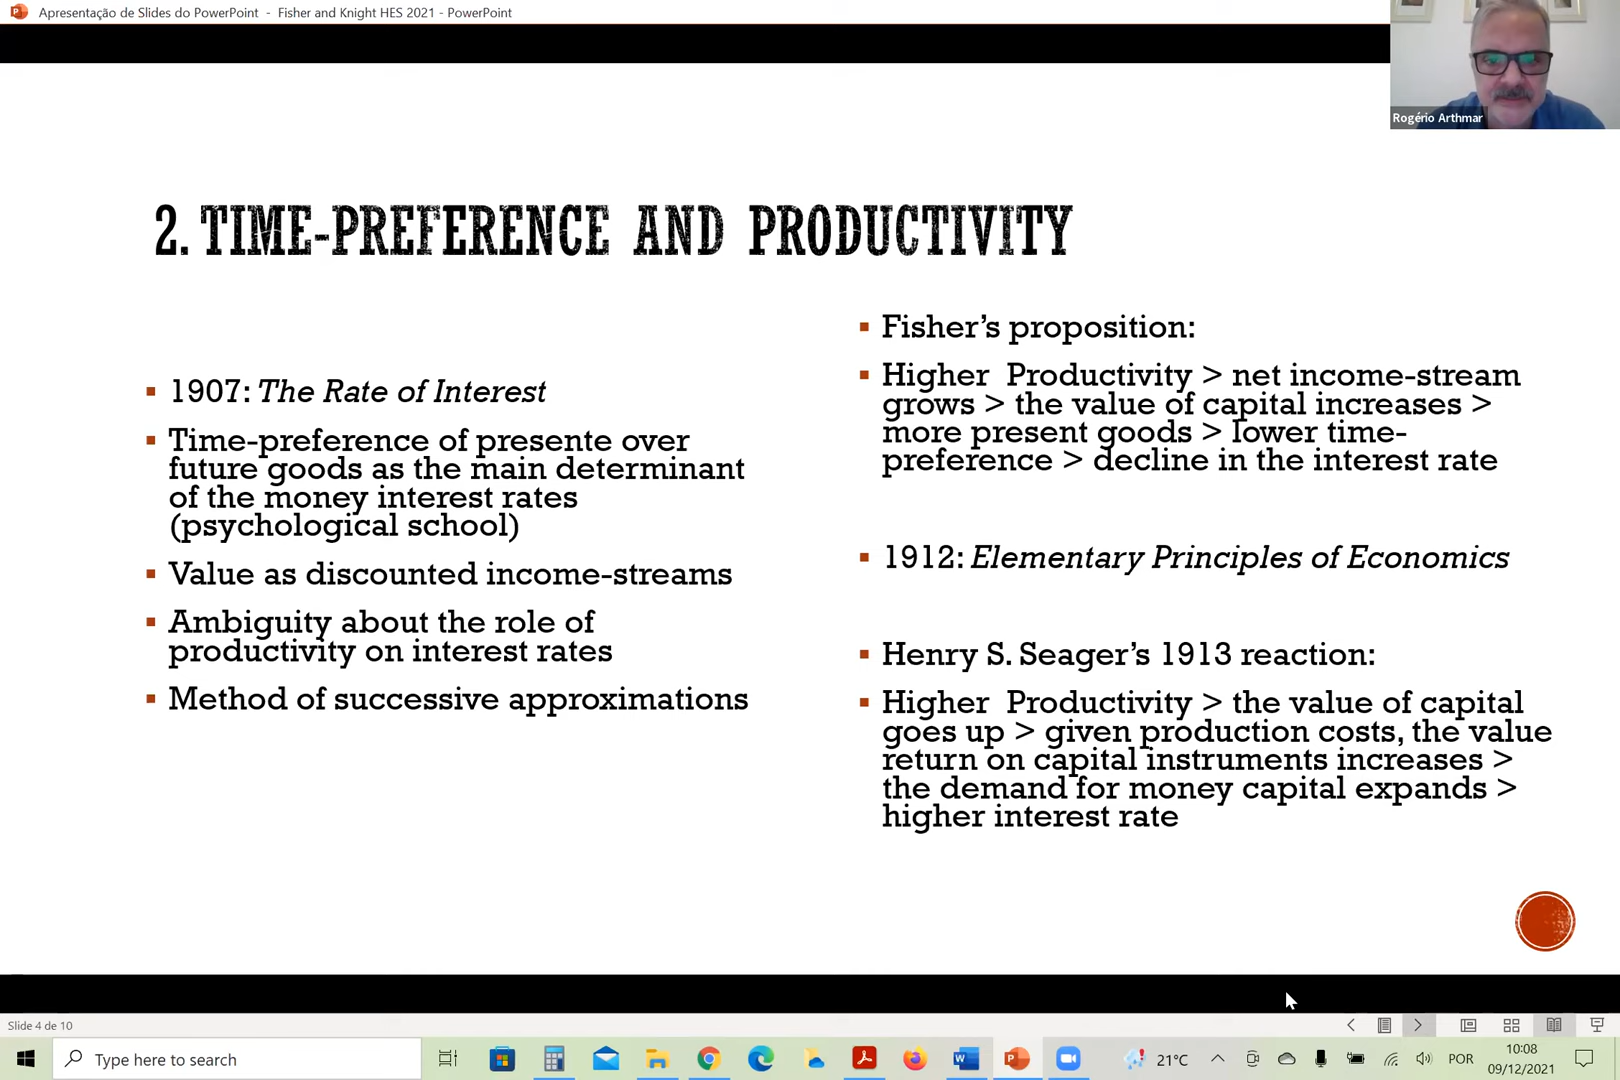 Apresentação de Slides do PowerPoint - Fisher and Knight HES 2021 - PowerPoint
Rogério Arthmar
2. TIME-PREFERENCE AND PRODUCTIVITY
1907: The Rate of Interest
Time-preference of presente over
future goods as the main determinant
of the money interest rates
(psychological school)
Value as discounted income-streams
Ambiguity about the role of
productivity on interest rates
Method of successive approximations
Fisher's proposition:
Higher Productivity > net income-stream
grows > the value of capital increases >
more present goods > lower time-
preference > decline in the interest rate
1912: Elementary Principles of Economics
Henry S. Seager's 1913 reaction:
Higher Productivity > the value of capital
goes up > given production costs, the value
return on capital instruments increases >
the demand for money capital expands >
higher interest rate
Slide 4 de 10
Type here to search
21°C
POR
10:08
09/12/2021